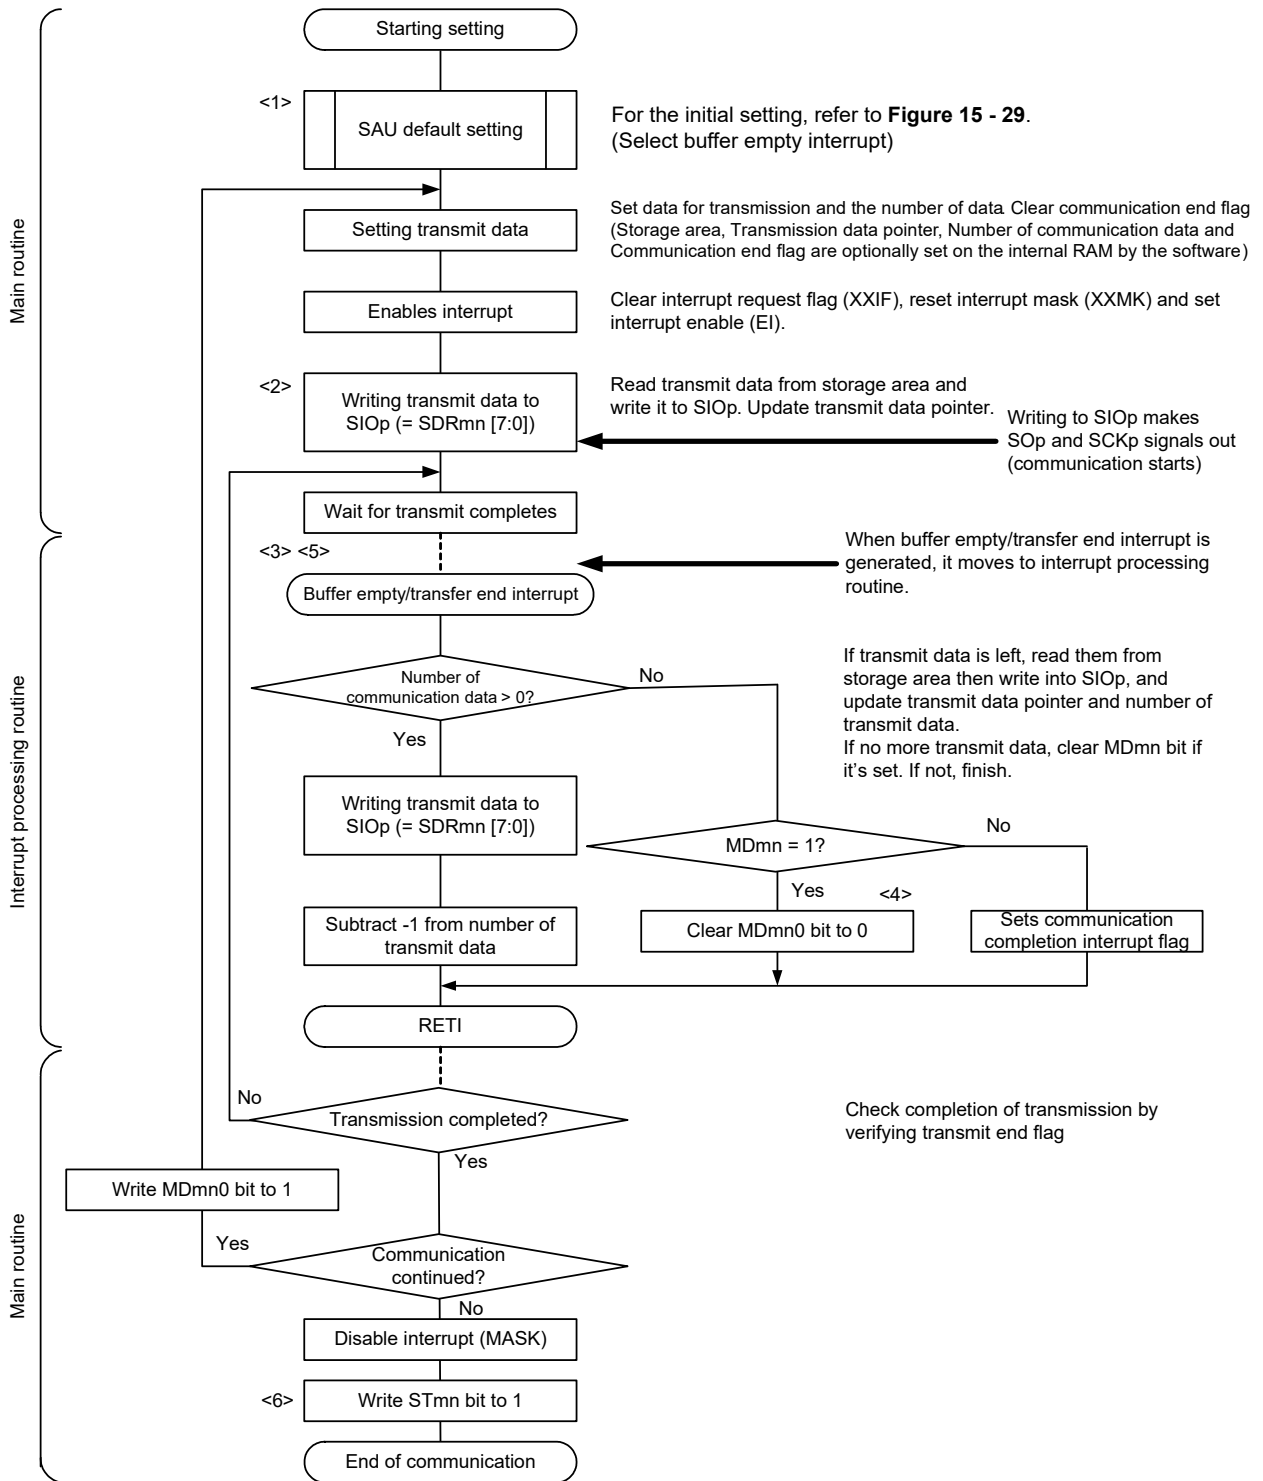 Starting setting
<1>
SAU default setting
For the initial setting, refer to Figure 15 - 29.
(Select buffer empty interrupt)
Main routine
Setting transmit data
Set data for transmission and the number of data. Clear communication end flag
(Storage area, Transmission data pointer, Number of communication data and
Communication end flag are optionally set on the internal RAM by the software)
Enables interrupt
Clear interrupt request flag (XXIF), reset interrupt mask (XXMK) and set
interrupt enable (EI).
<2>
Writing transmit data to
SIOp (= SDRmn [7:0])
Read transmit data from storage area and
write it to SIOp. Update transmit data pointer.
Writing to SIOp makes
SOp and SCKp signals out
(communication starts)
Wait for transmit completes
<3> <5>
When buffer empty/transfer end interrupt is
generated, it moves to interrupt processing
routine.
Buffer empty/transfer end interrupt
Interrupt processing routine
Number of
communication data > 0?
No
Yes
If transmit data is left, read them from
storage area then write into SIOp, and
update transmit data pointer and number of
transmit data.
If no more transmit data, clear MDmn bit if
it's set. If not, finish.
Writing transmit data to
SIOp (= SDRmn [7:0])
MDmn = 1?
No
Yes
<4>
Subtract -1 from number of
transmit data
Clear MDmn0 bit to 0
Sets communication
completion interrupt flag
RETI
Main routine
No
Transmission completed?
Yes
Check completion of transmission by
verifying transmit end flag
Write MDmn0 bit to 1
Yes
Communication
continued?
No
Disable interrupt (MASK)
<6>
Write STmn bit to 1
End of communication